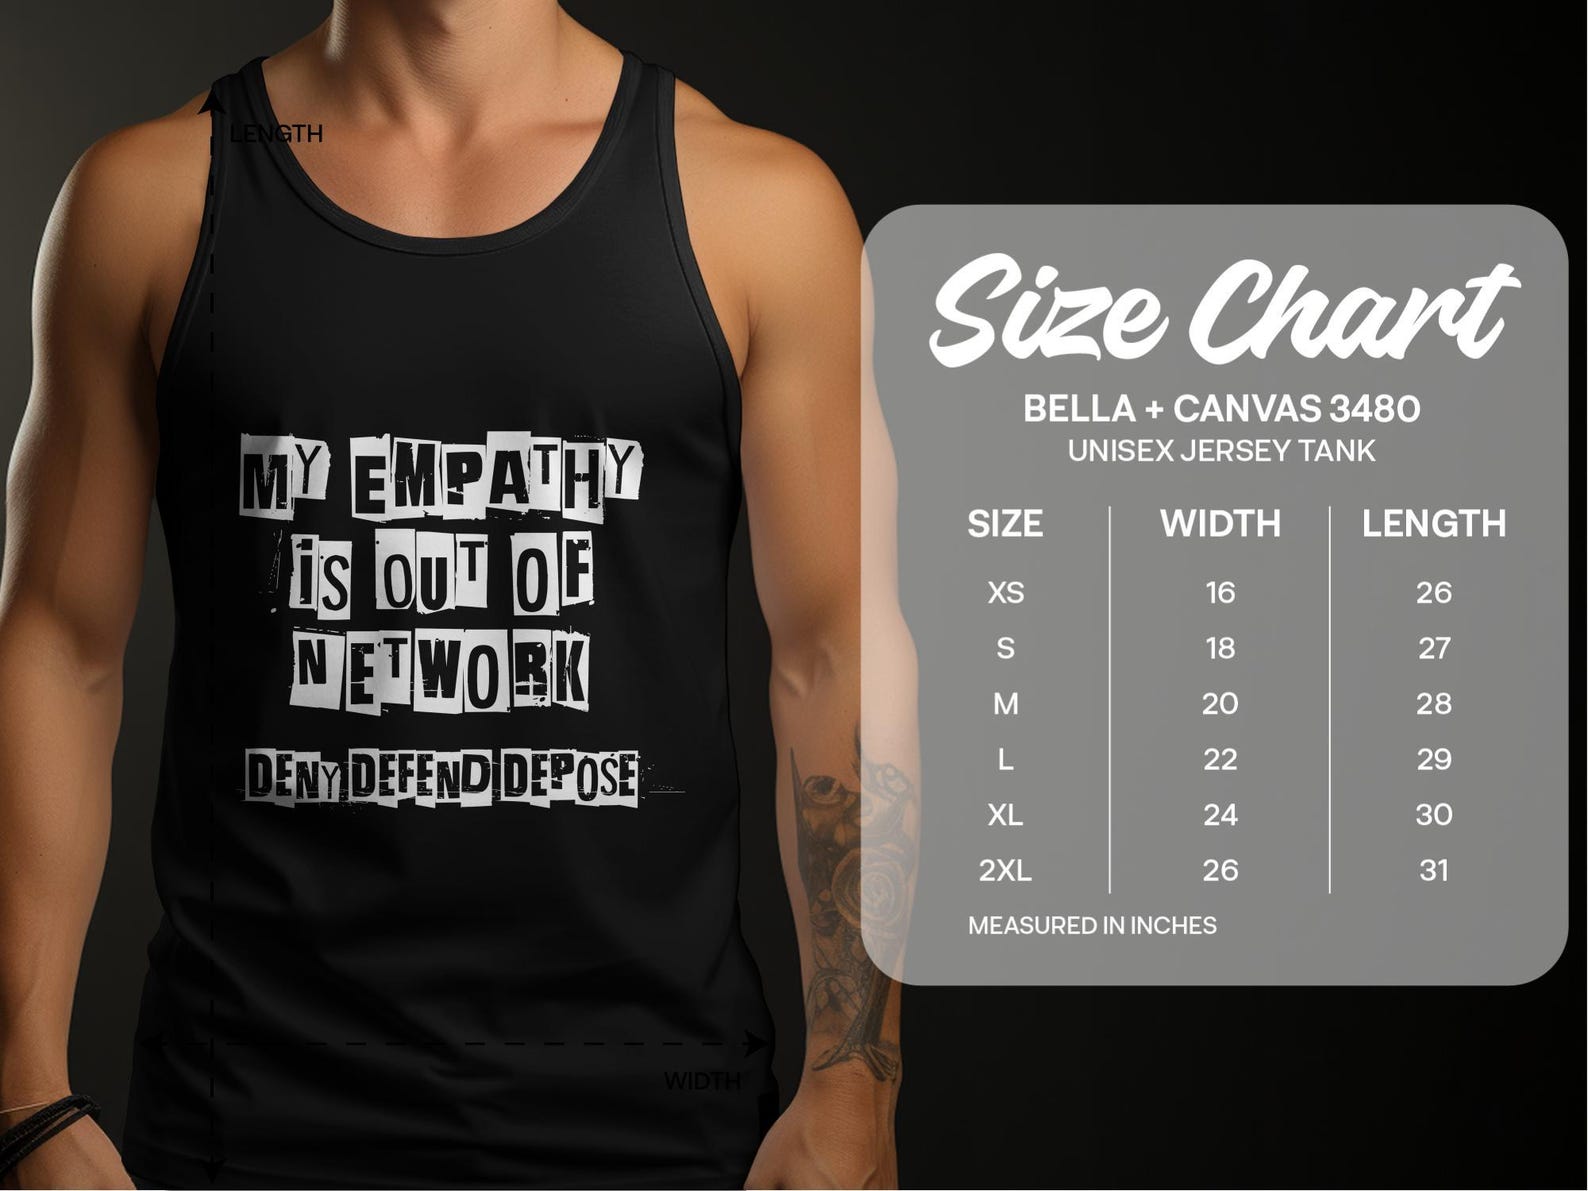 LENGTH
MY EMPATHY
iS OUT OF
NETWORK
DENY DEFEND DEPOSE
WIDTH
Size Chart
BELLA + CANVAS 3480
UNISEX JERSEY TANK
SIZE WIDTH LENGTH
XS 16 26
S 18 27
M 20 28
L 22 29
XL 24 30
2XL 26 31
MEASURED IN INCHES